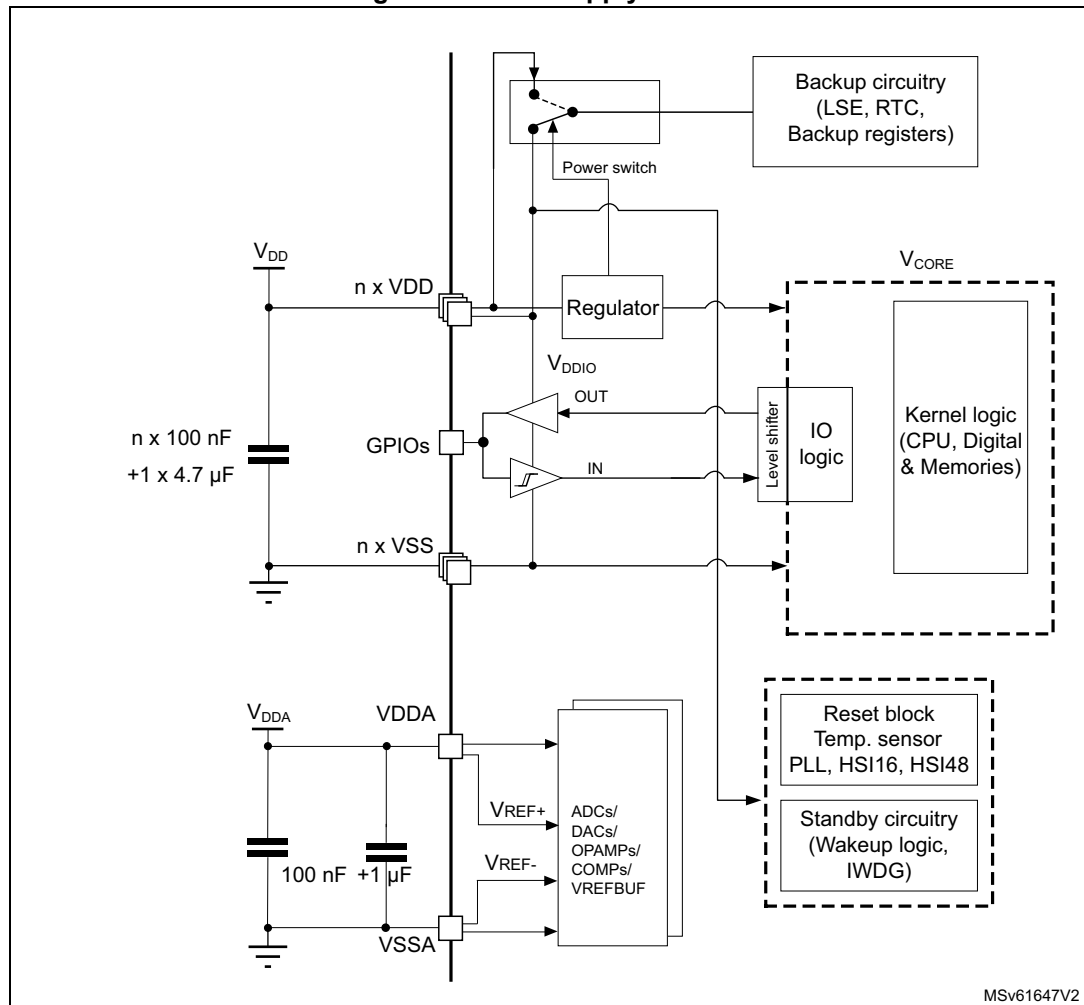 Backup circuitry
(LSE, RTC,
Backup registers)
Power switch
VDD
n x VDD
Regulator
VCORE
VDDIO
OUT
GPIOs
IN
Level shifter
IO
logic
Kernel logic
(CPU, Digital
& Memories)
n x 100 nF
+1 x 4.7 µF
n x VSS
VDDA
VDDA
VREF+
VREF-
ADCs/
DACs/
OPAMPs/
COMPs/
VREFBUF
100 nF +1 µF
VSSA
Reset block
Temp. sensor
PLL, HSI16, HSI48
Standby circuitry
(Wakeup logic,
IWDG)
MSv61647V2